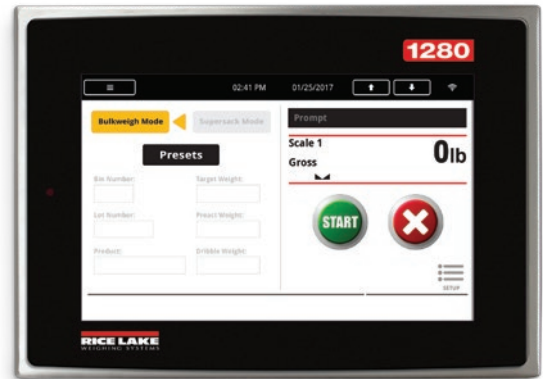 1280
02:41 PM 01/25/2017
Bulkweigh Mode Supersack Mode
Presets
Bin Number: Target Weight:
Lot Number: Preact Weight:
Product: Dribble Weight:
Prompt
Scale 1
Gross
0lb
START
SETUP
RICE LAKE
WEIGHING SYSTEMS